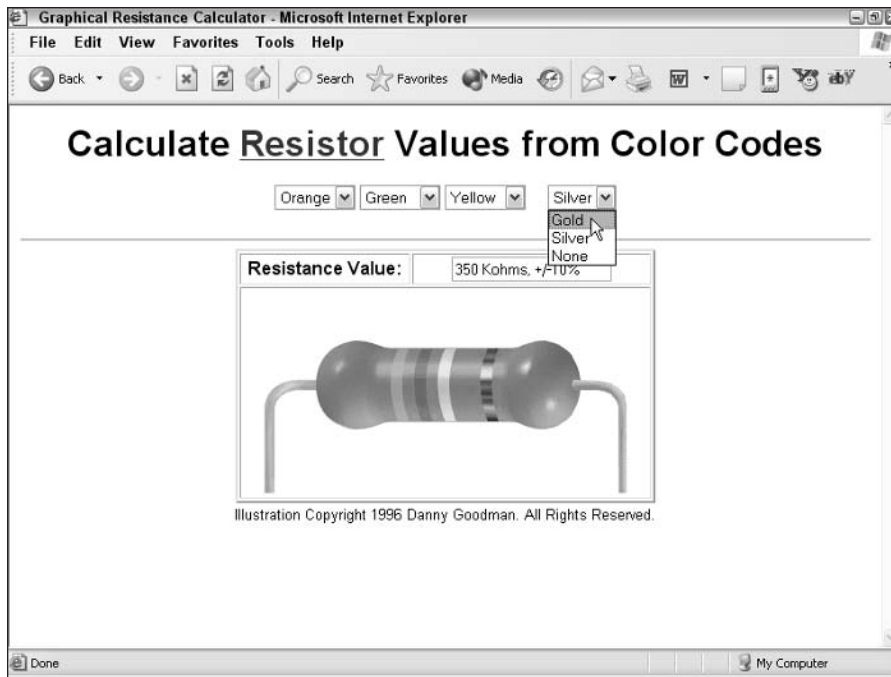 Graphical Resistance Calculator - Microsoft Internet Explorer
File Edit View Favorites Tools Help
Back Search Favorites Media
Calculate Resistor Values from Color Codes
Orange Green Yellow Silver
Gold
Silver
None
Resistance Value: 350 Kohms, +/-10%
Illustration Copyright 1996 Danny Goodman. All Rights Reserved.
Done My Computer